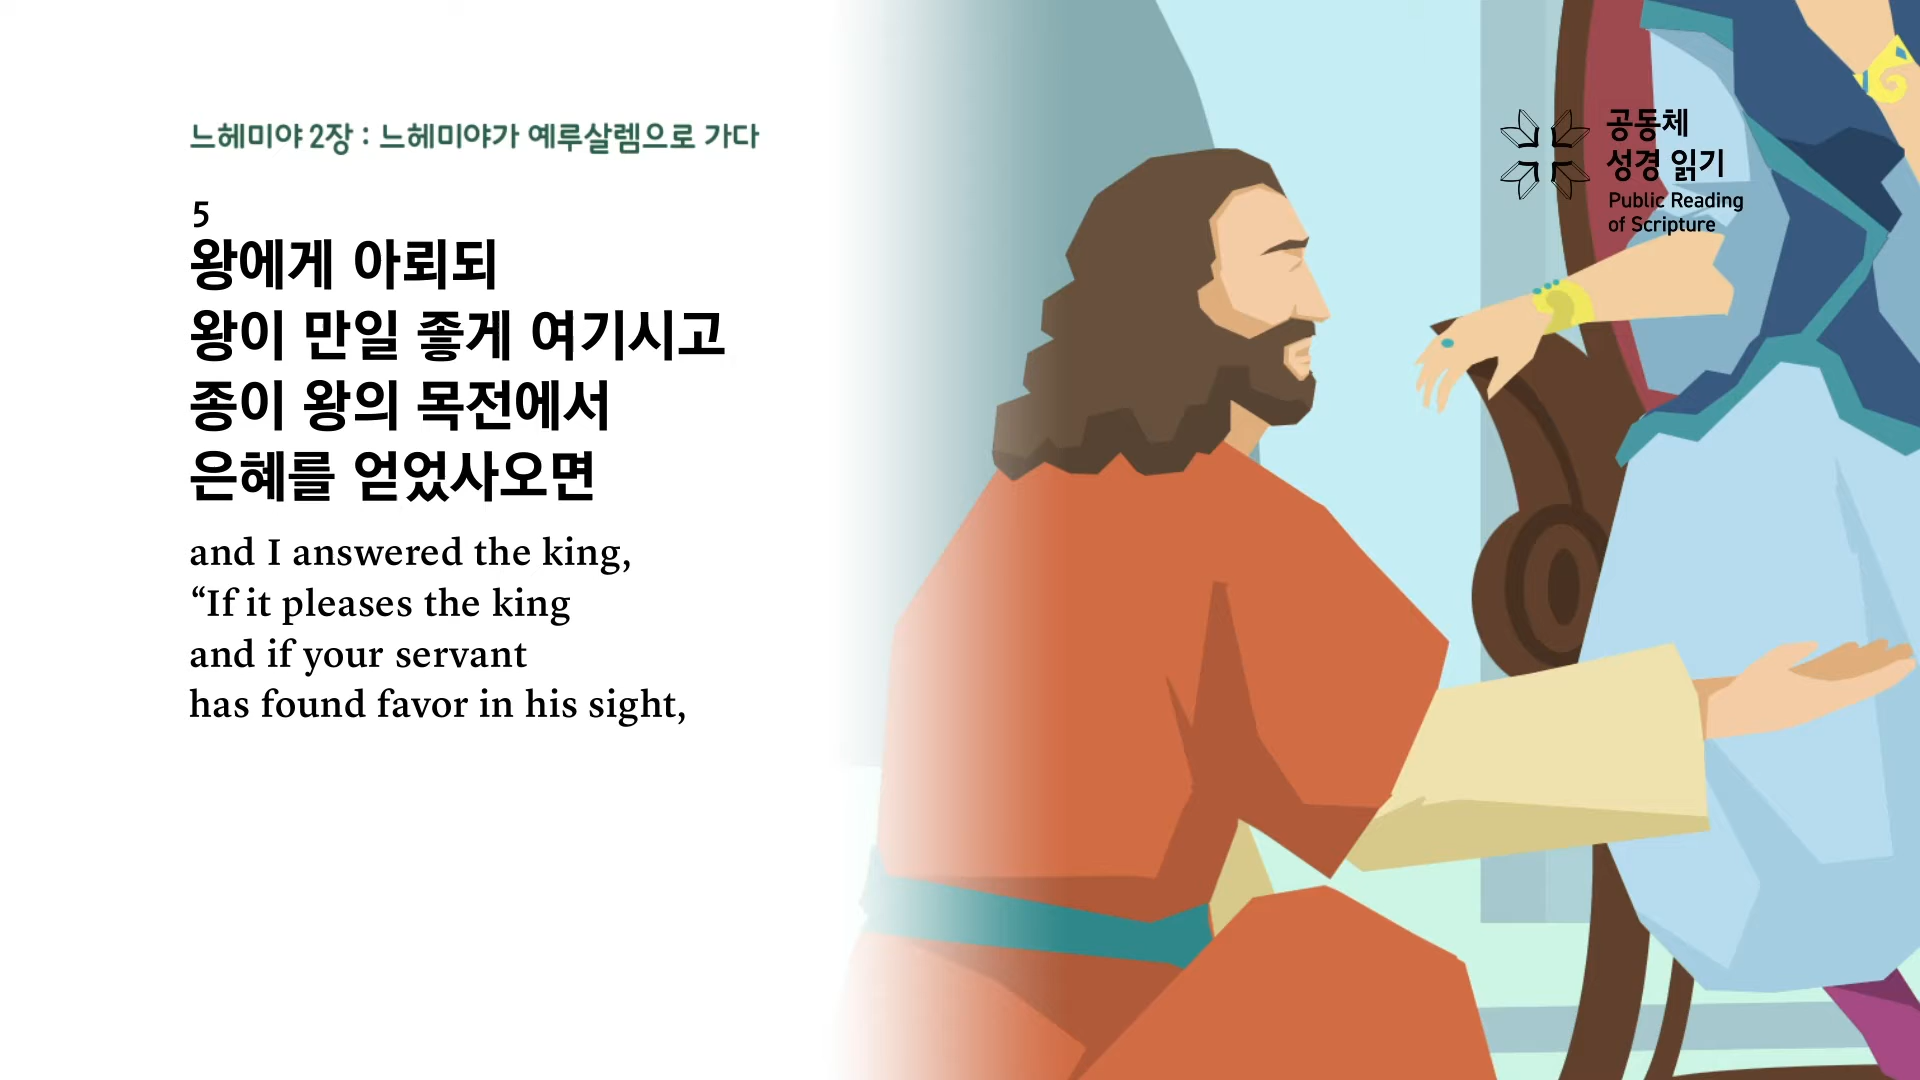 느헤미야 2장 : 느헤미야가 예루살렘으로 가다
5
왕에게 아뢰되
왕이 만일 좋게 여기시고
종이 왕의 목전에서
은혜를 얻었사오면
and I answered the king,
“If it pleases the king
and if your servant
has found favor in his sight,
공동체
성경 읽기
Public Reading
of Scripture